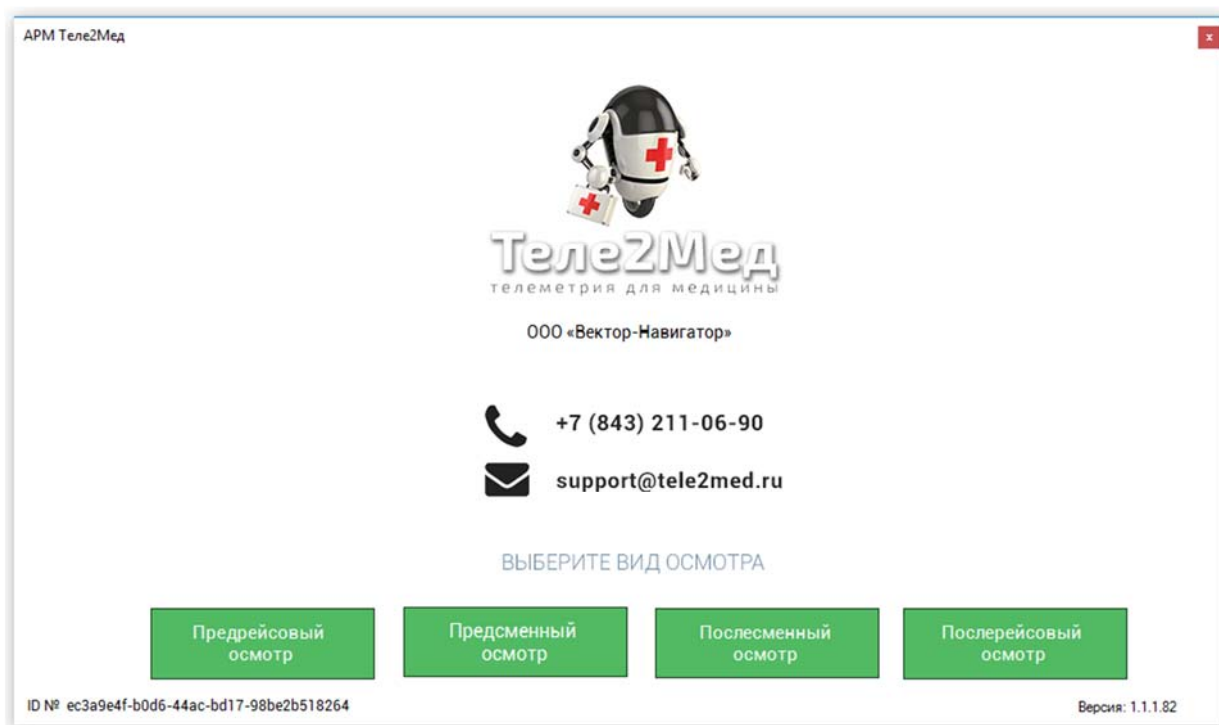 АРМ Теле2Мед
x
Теле2Мед
телеметрия для медицины
ООО «Вектор-Навигатор»
+7 (843) 211-06-90
support@tele2med.ru
ВЫБЕРИТЕ ВИД ОСМОТРА
Предрейсовый
осмотр
Предсменный
осмотр
Послесменный
осмотр
Послерейсовый
осмотр
ID № ec3a9e4f-b0d6-44ac-bd17-98be2b518264
Версия: 1.1.1.82